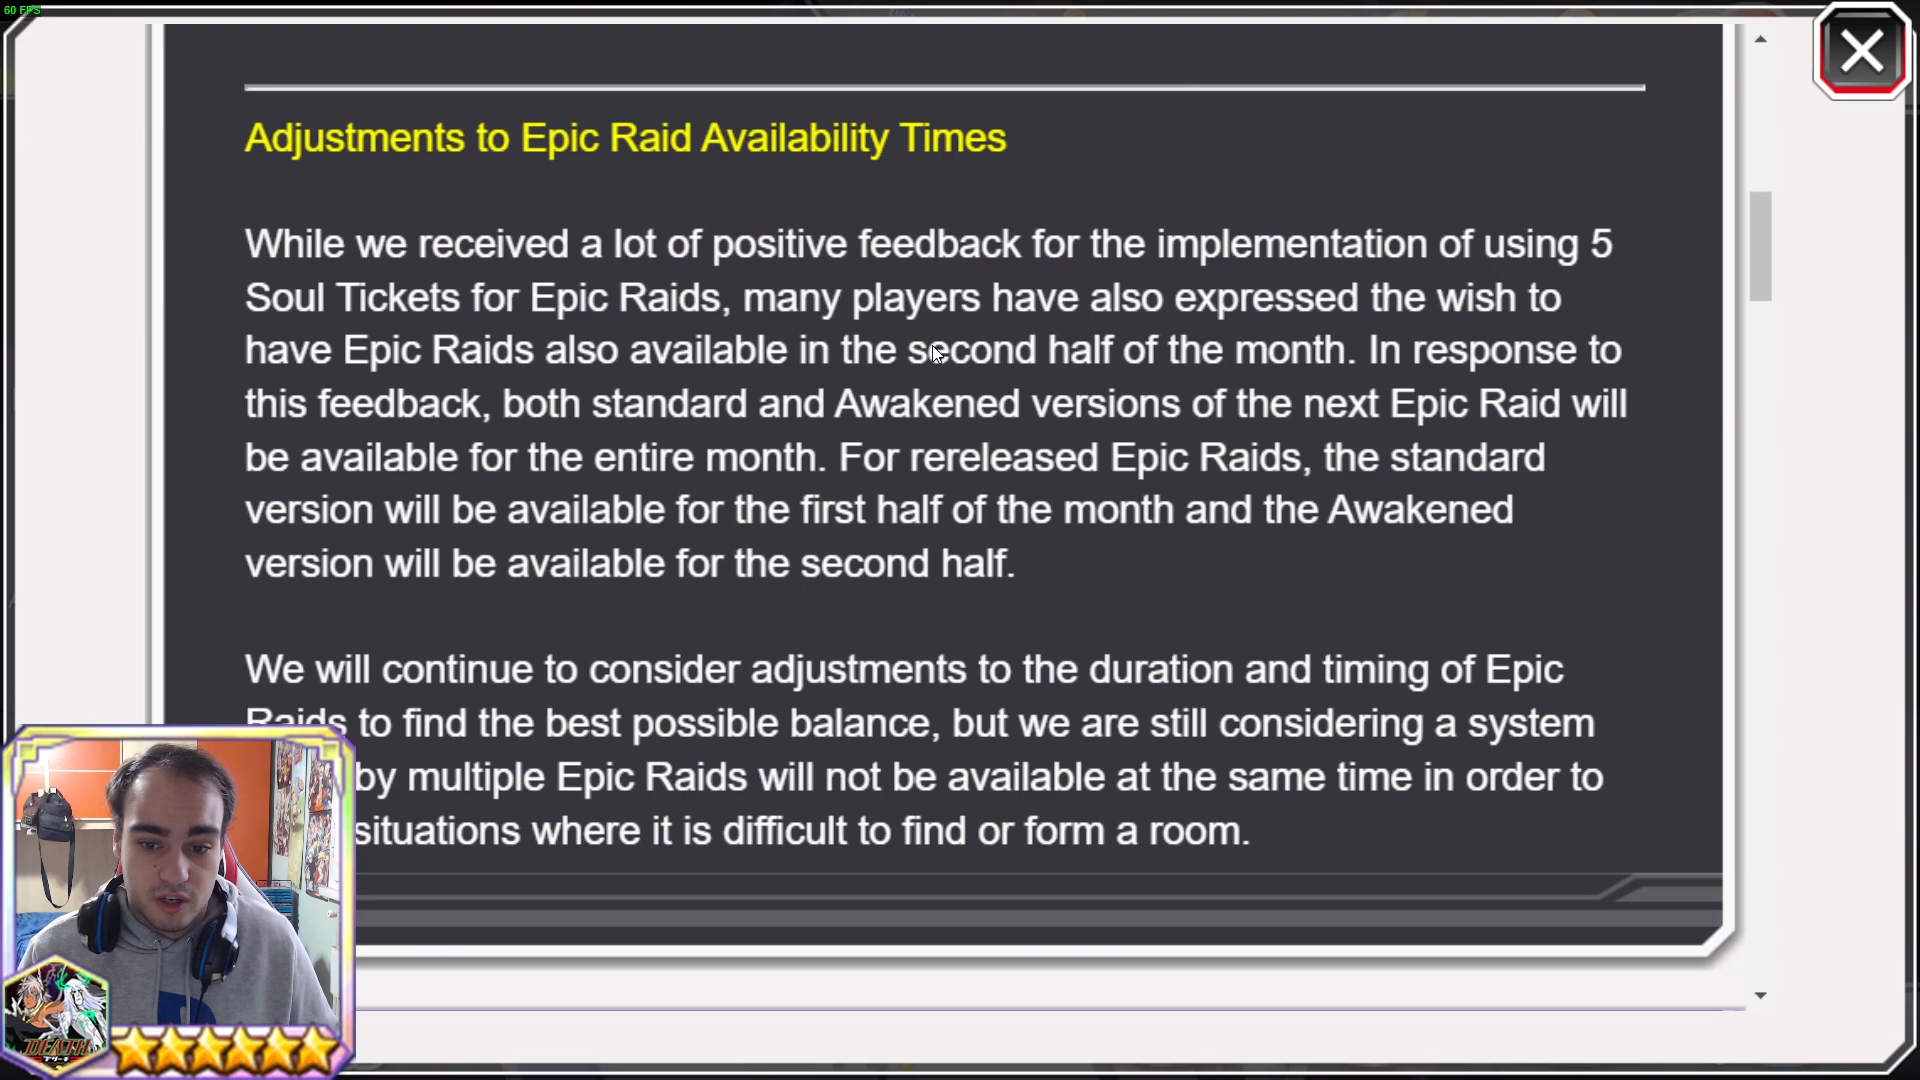 60 FPS
Adjustments to Epic Raid Availability Times
While we received a lot of positive feedback for the implementation of using 5
Soul Tickets for Epic Raids, many players have also expressed the wish to
have Epic Raids also available in the second half of the month. In response to
this feedback, both standard and Awakened versions of the next Epic Raid will
be available for the entire month. For rereleased Epic Raids, the standard
version will be available for the first half of the month and the Awakened
version will be available for the second half.
We will continue to consider adjustments to the duration and timing of Epic
Raids to find the best possible balance, but we are still considering a system
by multiple Epic Raids will not be available at the same time in order to
situations where it is difficult to find or form a room.
DEATH